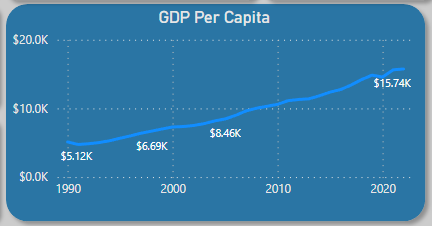 GDP Per Capita
$20.0K
$10.0K
$0.0K
$5.12K
$6.69K
$8.46K
$15.74K
1990 2000 2010 2020